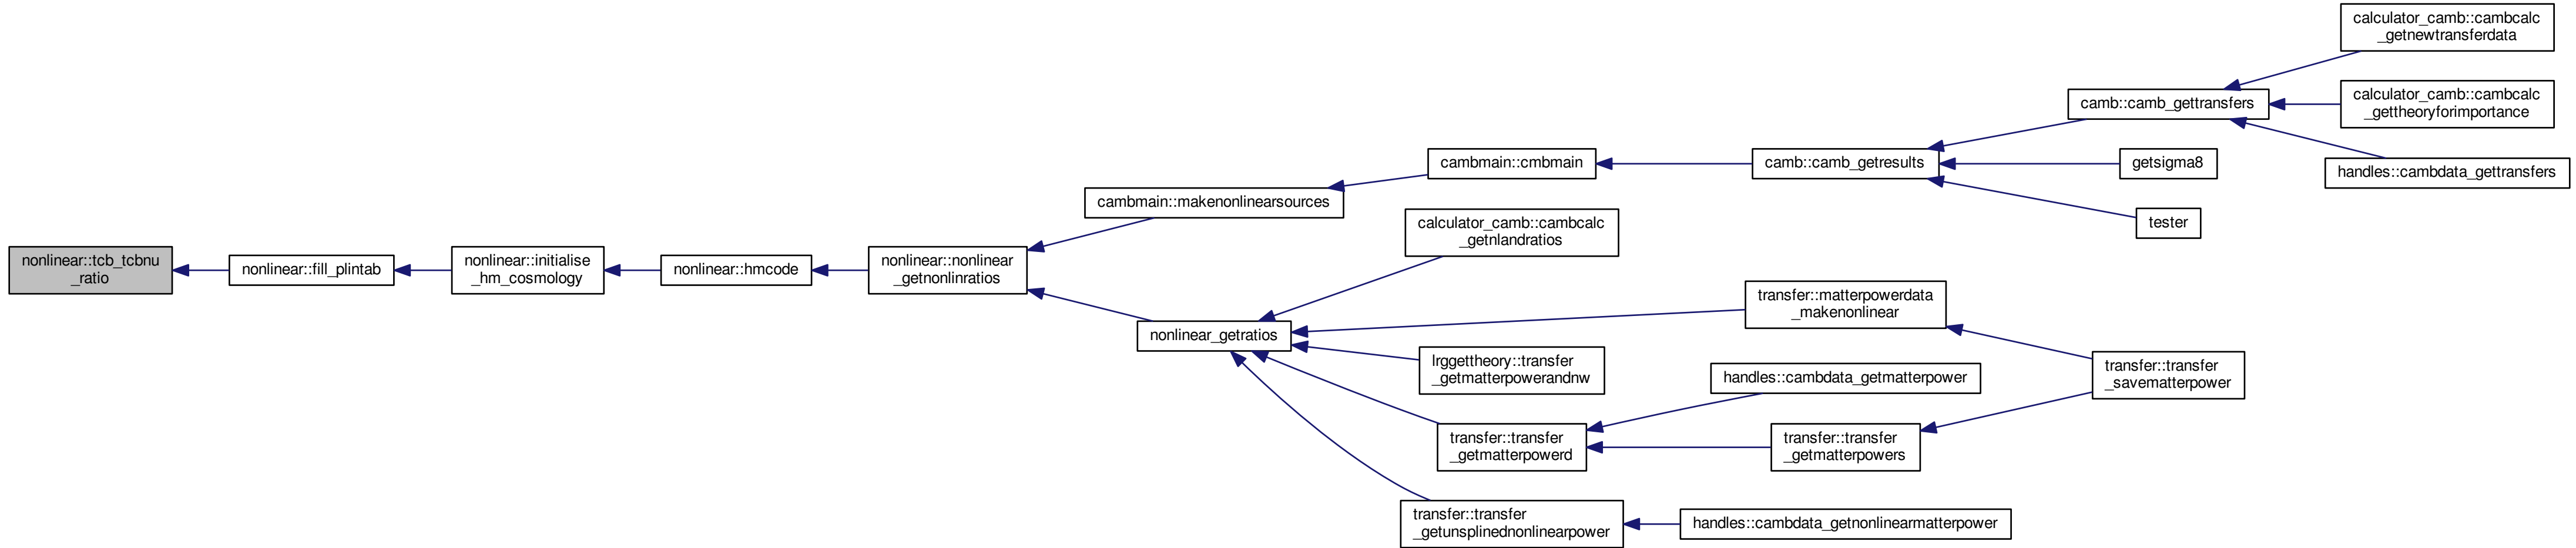 nonlinear::tcb_tcbnu
_ratio
nonlinear::fill_plintab
nonlinear::initialise
_hm_cosmology
nonlinear::hmcode
nonlinear::nonlinear
_getnonlinratios
cambmain::makenonlinearsources
cambmain::cmbmain
camb::camb_getresults
camb::camb_gettransfers
calculator_camb::cambcalc
_getnewtransferdata
calculator_camb::cambcalc
_gettheoryforimportance
handles::cambdata_gettransfers
getsigma8
tester
nonlinear_getratios
calculator_camb::cambcalc
_getnlandratios
transfer::matterpowerdata
_makenonlinear
lrggettheory::transfer
_getmatterpowerandnw
transfer::transfer
_getmatterpowerd
handles::cambdata_getmatterpower
transfer::transfer
_getmatterpowers
transfer::transfer
_savematterpower
transfer::transfer
_getunsplinednonlinearpower
handles::cambdata_getnonlinearmatterpower